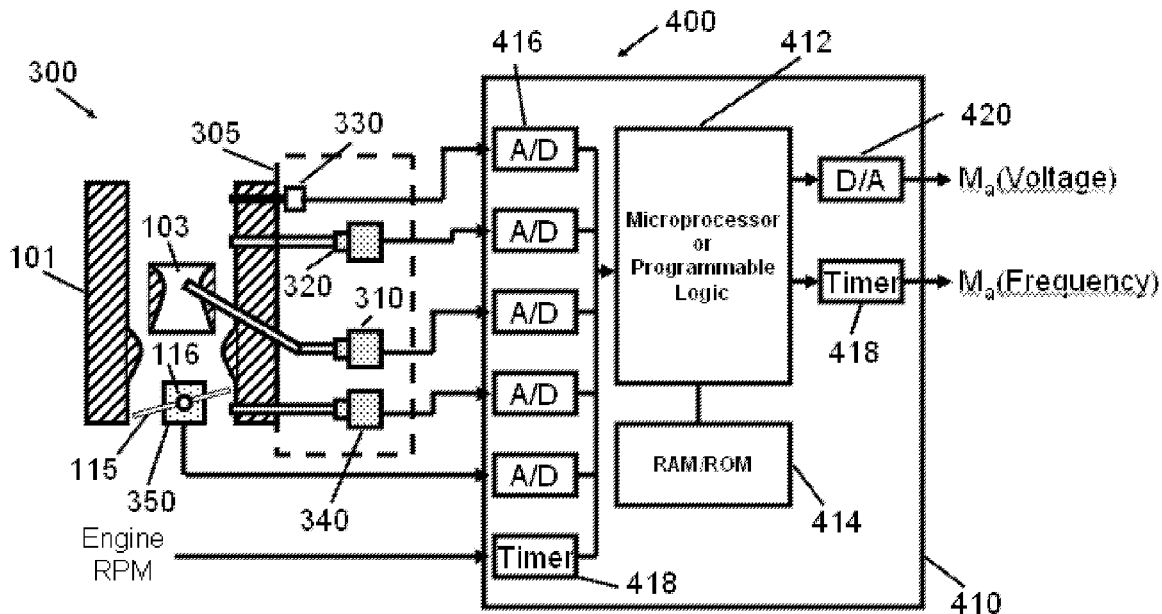 400
416
412
300
305
330
420
A/D
D/A
Mₐ(Voltage)
103
101
A/D
Microprocessor
or
Programmable
Logic
320
310
A/D
Timer
Mₐ(Frequency)
418
116
A/D
115
350
340
A/D
RAM/ROM
414
Engine
RPM
Timer
418
410